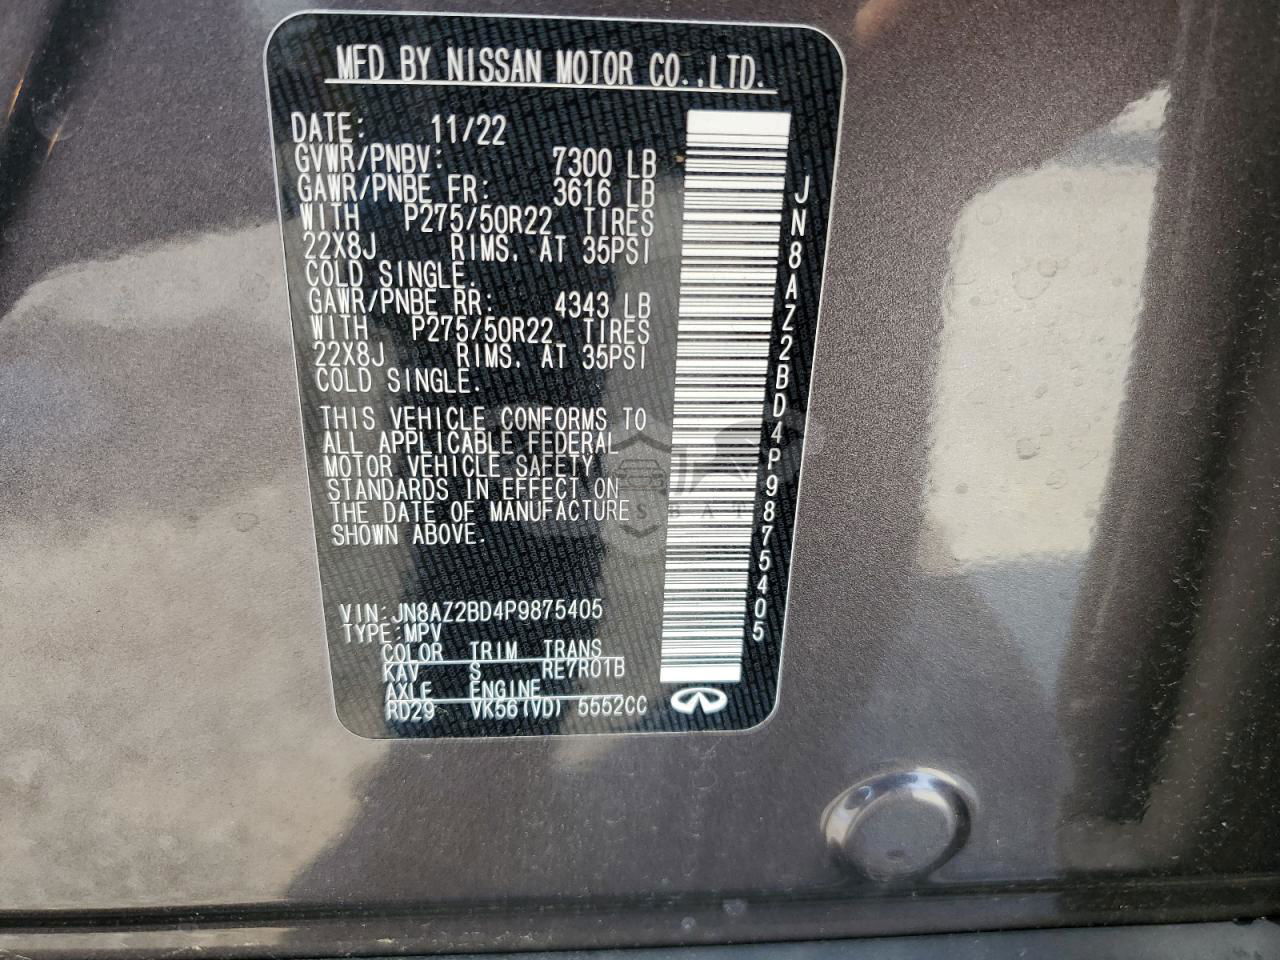 MFD BY NISSAN MOTOR CO.,LTD.
DATE: 11/22
GVWR/PNBV: 7300 LB
GAWR/PNBE FR: 3616 LB
WITH P275/50R22 TIRES
22X8J RIMS. AT 35PSI
COLD SINGLE.
GAWR/PNBE RR: 4343 LB
WITH P275/50R22 TIRES
22X8J RIMS. AT 35PSI
COLD SINGLE.
THIS VEHICLE CONFORMS TO
ALL APPLICABLE FEDERAL
MOTOR VEHICLE SAFETY
STANDARDS IN EFFECT ON
THE DATE OF MANUFACTURE
SHOWN ABOVE.
VIN:JN8AZ2BD4P9875405
TYPE:MPV
COLOR TRIM TRANS
KAV S RE7R01B
AXLE ENGINE
RD29 VK56(VD) 5552CC
JN8AZ2BD4P9875405